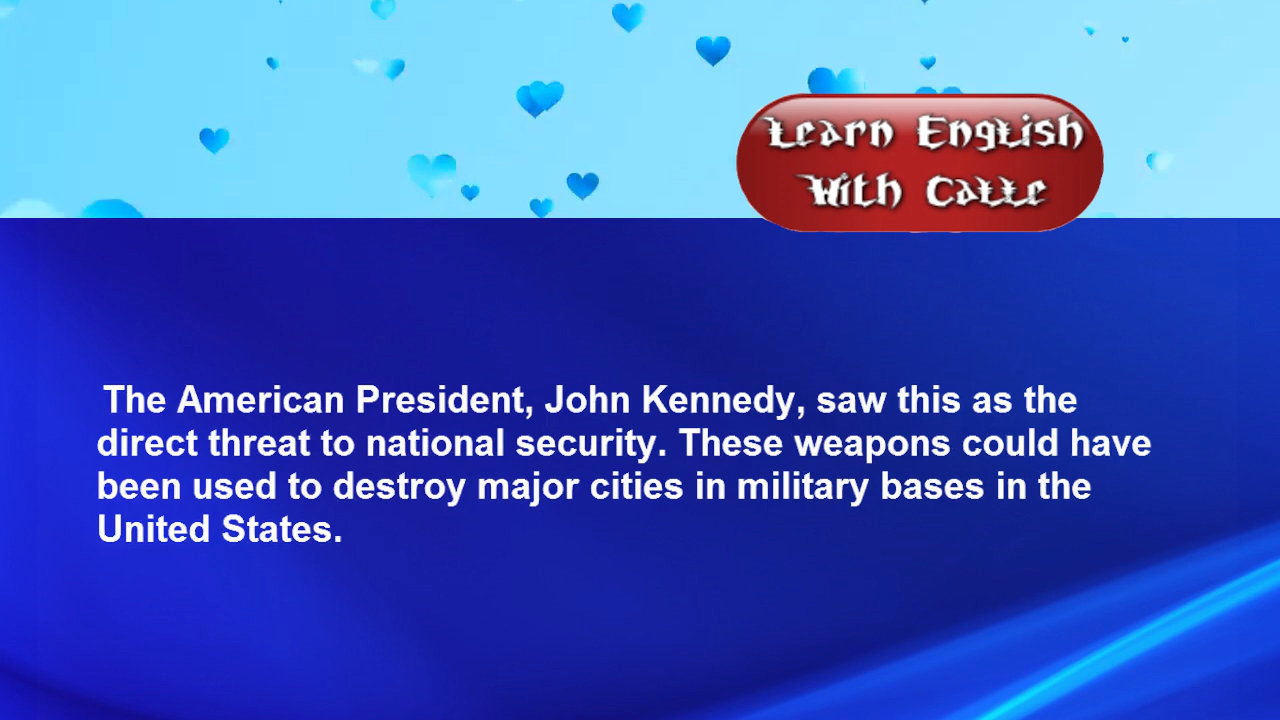 Learn English
With Calle
The American President, John Kennedy, saw this as the
direct threat to national security. These weapons could have
been used to destroy major cities in military bases in the
United States.